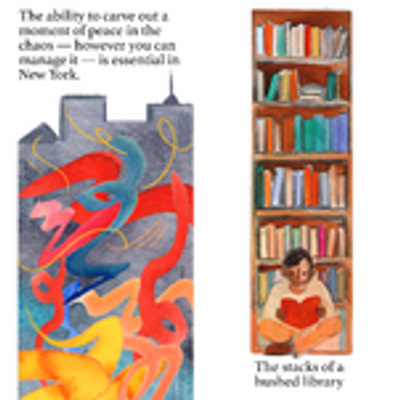 The ability to carve out a
moment of peace in the
chaos — however you can
manage it — is essential in
New York.
The stacks of a
hushed library